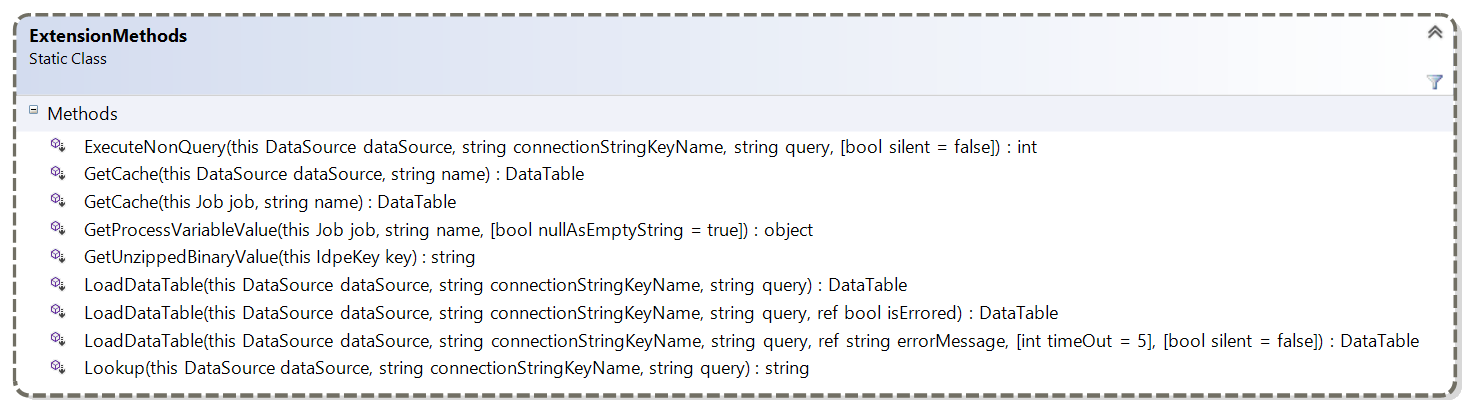 ExtensionMethods
Static Class
Methods
ExecuteNonQuery(this DataSource dataSource, string connectionStringKeyName, string query, [bool silent = false]) : int
GetCache(this DataSource dataSource, string name) : DataTable
GetCache(this Job job, string name) : DataTable
GetProcessVariableValue(this Job job, string name, [bool nullAsEmptyString = true]) : object
GetUnzippedBinaryValue(this IdpeKey key) : string
LoadDataTable(this DataSource dataSource, string connectionStringKeyName, string query) : DataTable
LoadDataTable(this DataSource dataSource, string connectionStringKeyName, string query, ref bool isErrored) : DataTable
LoadDataTable(this DataSource dataSource, string connectionStringKeyName, string query, ref string errorMessage, [int timeOut = 5], [bool silent = false]) : DataTable
Lookup(this DataSource dataSource, string connectionStringKeyName, string query) : string